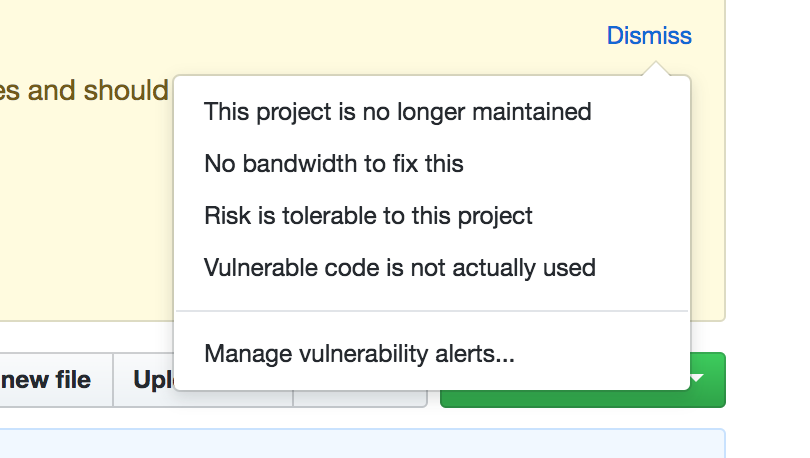 Dismiss
es and should
This project is no longer maintained
No bandwidth to fix this
Risk is tolerable to this project
Vulnerable code is not actually used
Manage vulnerability alerts...
new file
Upl